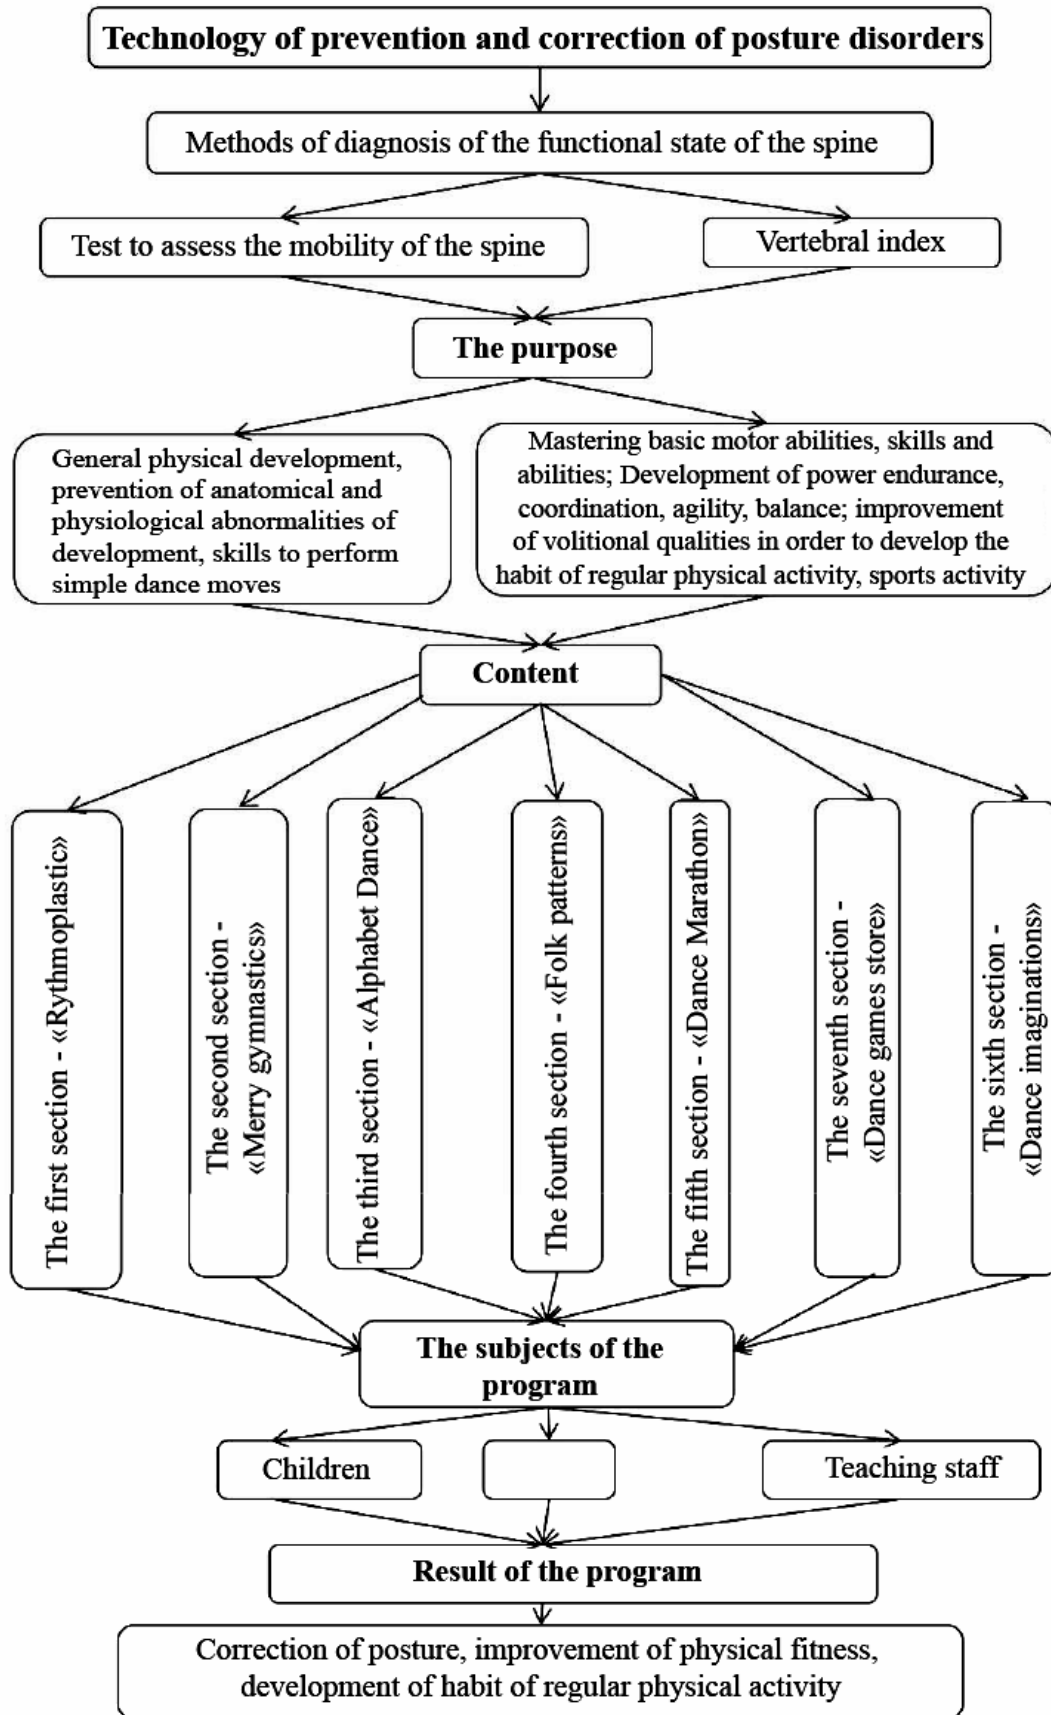 Technology of prevention and correction of posture disorders
Methods of diagnosis of the functional state of the spine
Test to assess the mobility of the spine
Vertebral index
The purpose
General physical development,
prevention of anatomical and
physiological abnormalities of
development, skills to perform
simple dance moves
Mastering basic motor abilities, skills and
abilities; Development of power endurance,
coordination, agility, balance; improvement
of volitional qualities in order to develop the
habit of regular physical activity, sports activity
Content
The first section - «Rythmoplastic»
The second section -
«Merry gymnastics»
The third section - «Alphabet Dance»
The fourth section - «Folk patterns»
The fifth section - «Dance Marathon»
The seventh section -
«Dance games store»
The sixth section -
«Dance imaginations»
The subjects of the
program
Children
Teaching staff
Result of the program
Correction of posture, improvement of physical fitness,
development of habit of regular physical activity